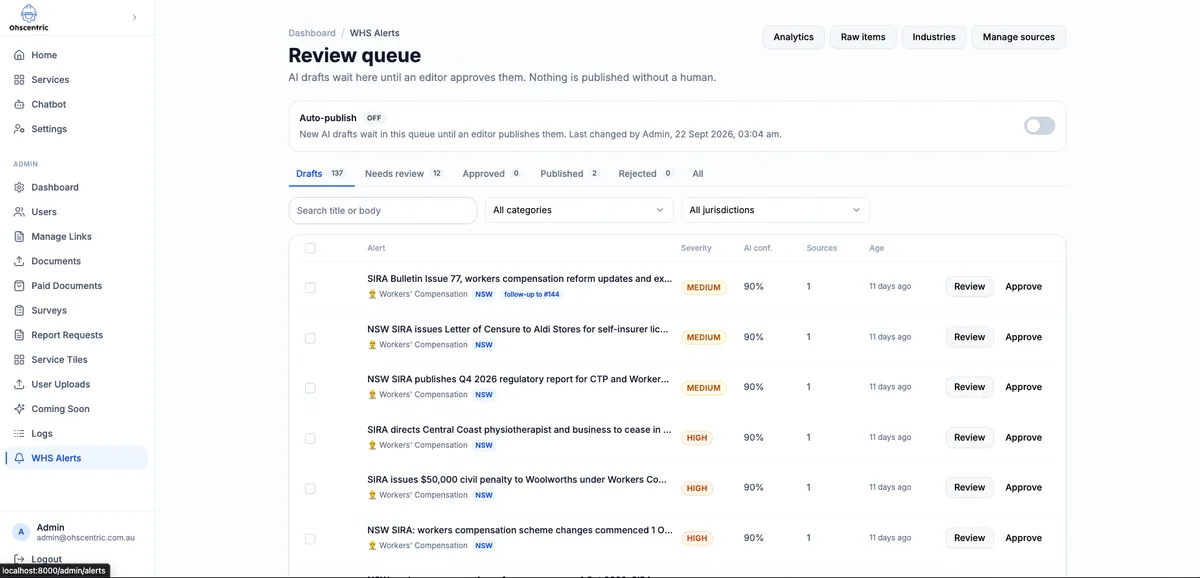 Ohscentric
Home
Services
Chatbot
Settings
ADMIN
Dashboard
Users
Manage Links
Documents
Paid Documents
Surveys
Report Requests
Service Tiles
User Uploads
Coming Soon
Logs
WHS Alerts
A
Admin
admin@ohscentric.com.au
Logout
localhost:8000/admin/alerts
Dashboard / WHS Alerts
Review queue
AI drafts wait here until an editor approves them. Nothing is published without a human.
Analytics
Raw items
Industries
Manage sources
Auto-publish OFF
New AI drafts wait in this queue until an editor publishes them. Last changed by Admin, 22 Sept 2026, 03:04 am.
Drafts 137 Needs review 12 Approved 0 Published 2 Rejected 0 All
Search title or body
All categories
All jurisdictions
Alert Severity AI conf. Sources Age
SIRA Bulletin Issue 77, workers compensation reform updates and ex... MEDIUM 90% 1 11 days ago Review Approve
Workers' Compensation NSW follow-up to #144
NSW SIRA issues Letter of Censure to Aldi Stores for self-insurer lic... MEDIUM 90% 1 11 days ago Review Approve
Workers' Compensation NSW
NSW SIRA publishes Q4 2026 regulatory report for CTP and Worker... MEDIUM 90% 1 11 days ago Review Approve
Workers' Compensation NSW
SIRA directs Central Coast physiotherapist and business to cease in ... HIGH 90% 1 11 days ago Review Approve
Workers' Compensation NSW
SIRA issues $50,000 civil penalty to Woolworths under Workers Co... HIGH 90% 1 11 days ago Review Approve
Workers' Compensation NSW
NSW SIRA: workers compensation scheme changes commenced 1 O... HIGH 90% 1 11 days ago Review Approve
Workers' Compensation NSW